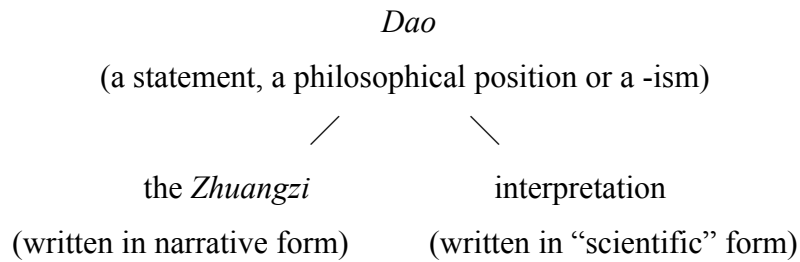 Dao
(a statement, a philosophical position or a -ism)
the Zhuangzi interpretation
(written in narrative form) (written in “scientific” form)